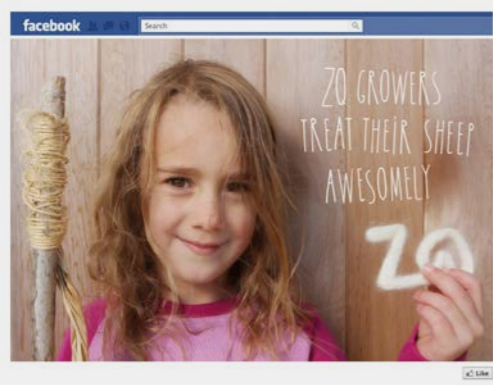 facebook
Search
ZQ GROWERS
TREAT THEIR SHEEP
AWESOMELY
ZQ
Like